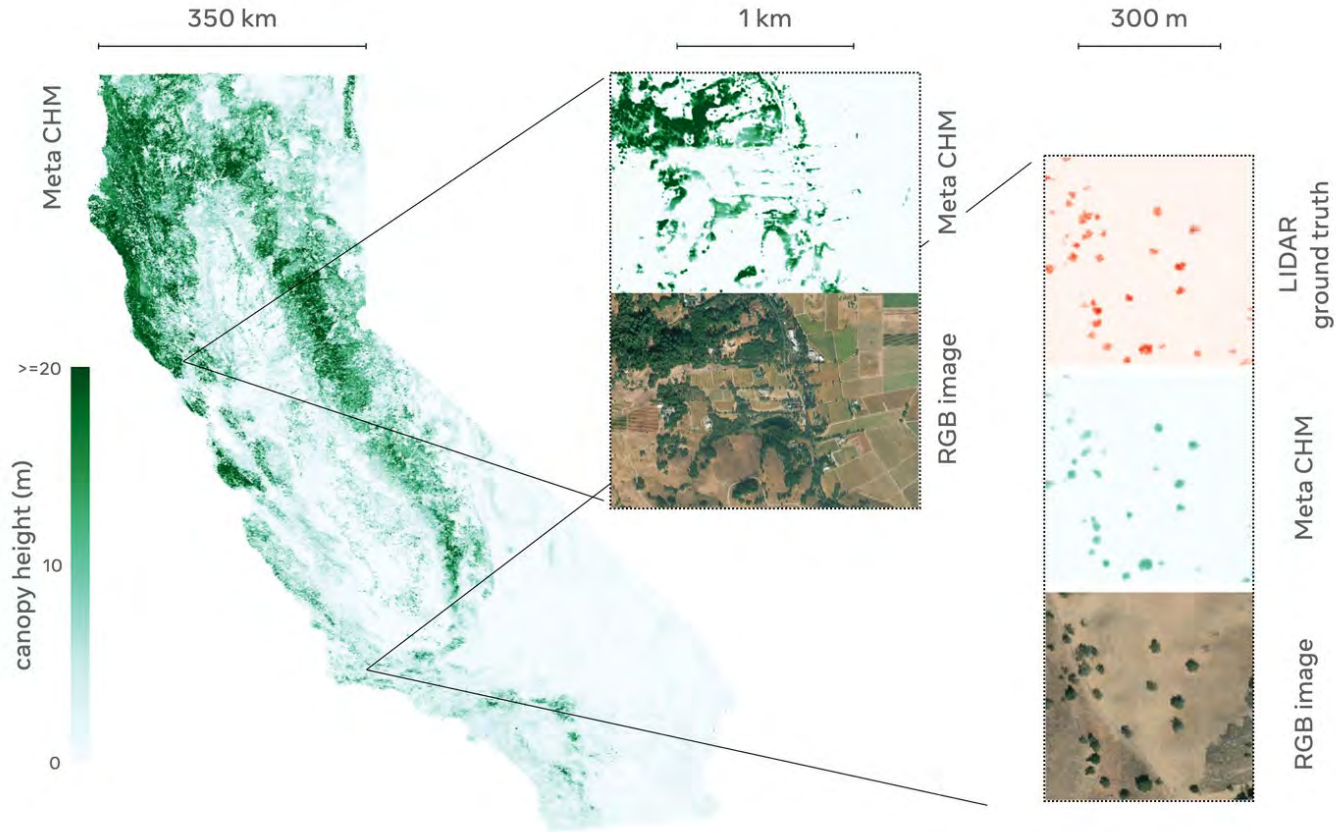 350 km
1 km
300 m
Meta CHM
Meta CHM
LIDAR
ground truth
RGB image
Meta CHM
RGB image
canopy height (m)
>=20
10
0